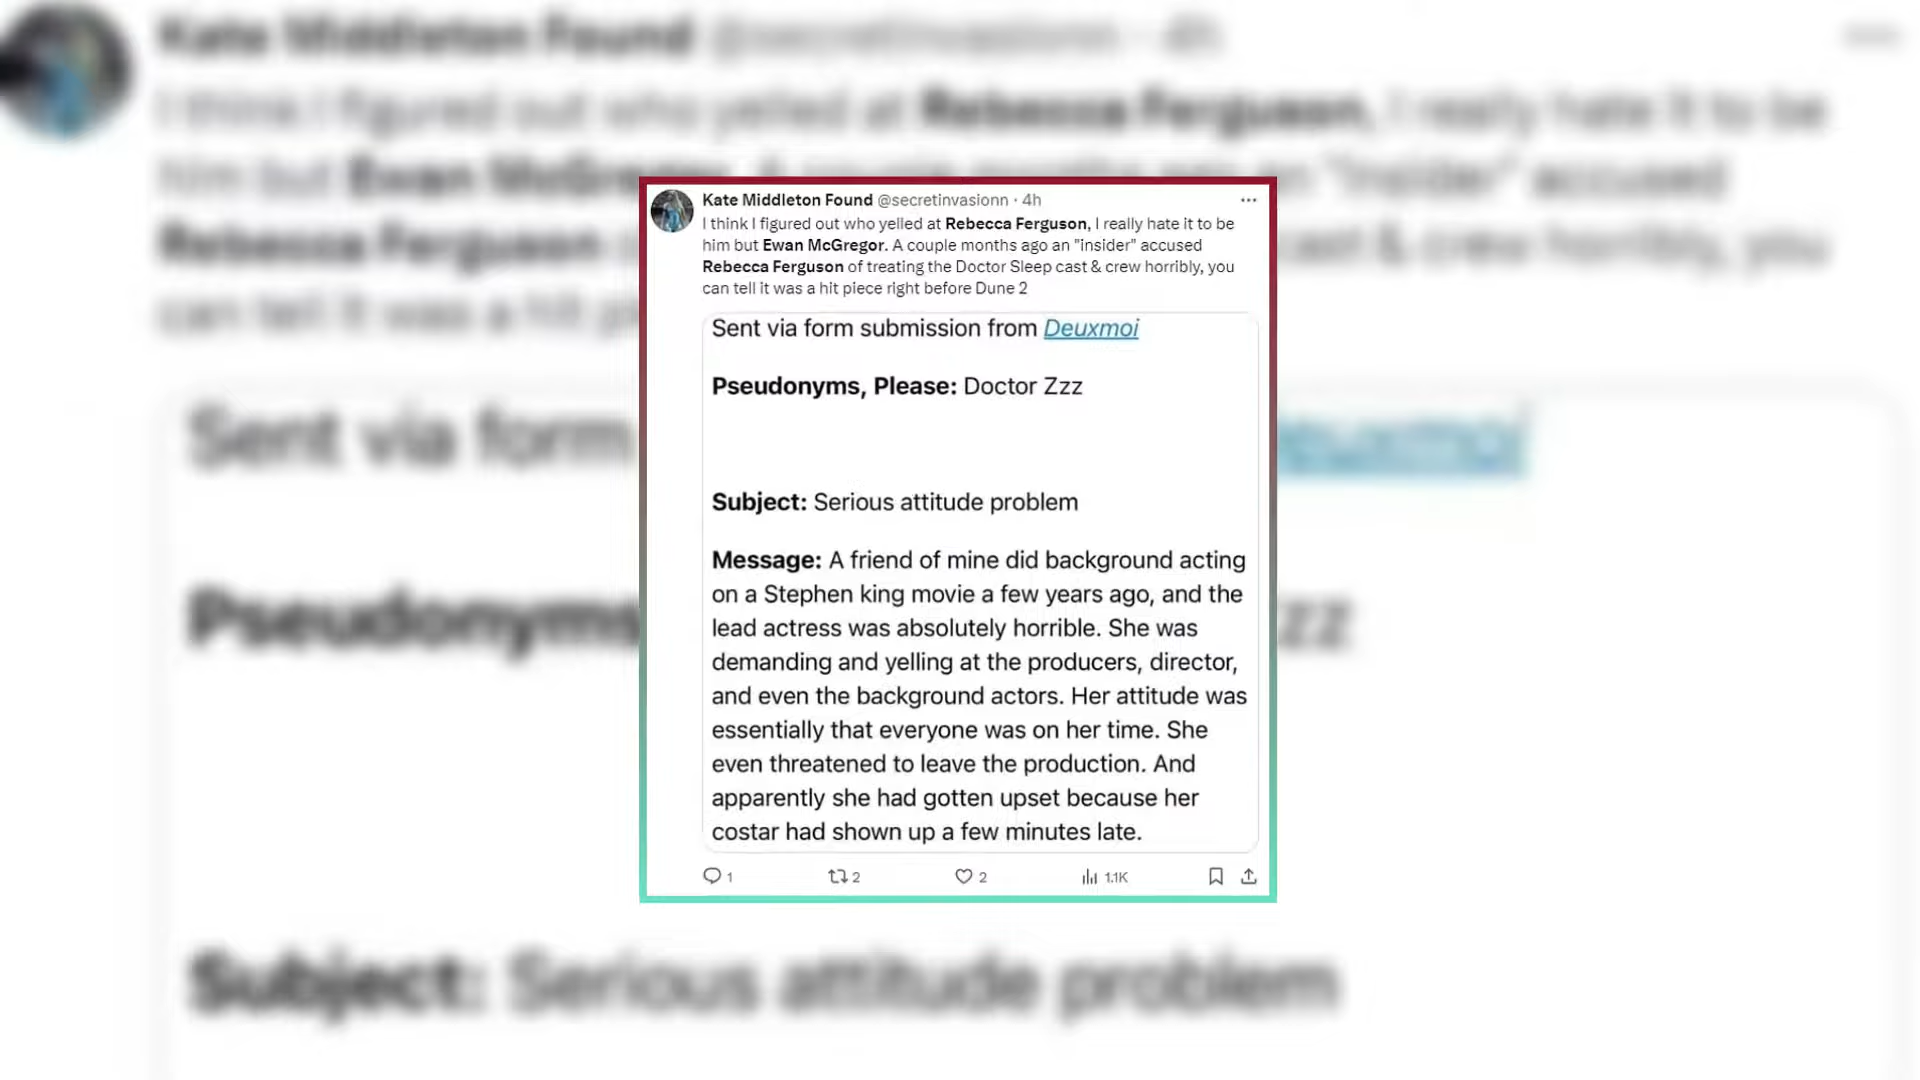 Kate Middleton Found @secretinvasionn · 4h
I think I figured out who yelled at Rebecca Ferguson, I really hate it to be
him but Ewan McGregor. A couple months ago an "insider" accused
Rebecca Ferguson of treating the Doctor Sleep cast & crew horribly, you
can tell it was a hit piece right before Dune 2
Sent via form submission from Deuxmoi
Pseudonyms, Please: Doctor Zzz
Subject: Serious attitude problem
Message: A friend of mine did background acting
on a Stephen king movie a few years ago, and the
lead actress was absolutely horrible. She was
demanding and yelling at the producers, director,
and even the background actors. Her attitude was
essentially that everyone was on her time. She
even threatened to leave the production. And
apparently she had gotten upset because her
costar had shown up a few minutes late.
1 2 2 1.1K